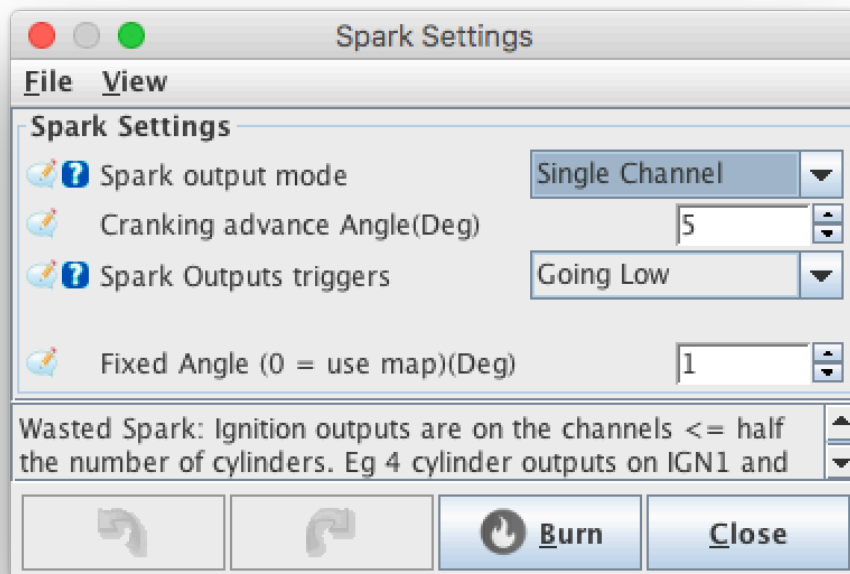 Spark Settings
File View
Spark Settings
? Spark output mode Single Channel
Cranking advance Angle(Deg) 5
? Spark Outputs triggers Going Low
Fixed Angle (0 = use map)(Deg) 1
Wasted Spark: Ignition outputs are on the channels <= half
the number of cylinders. Eg 4 cylinder outputs on IGN1 and
Burn Close